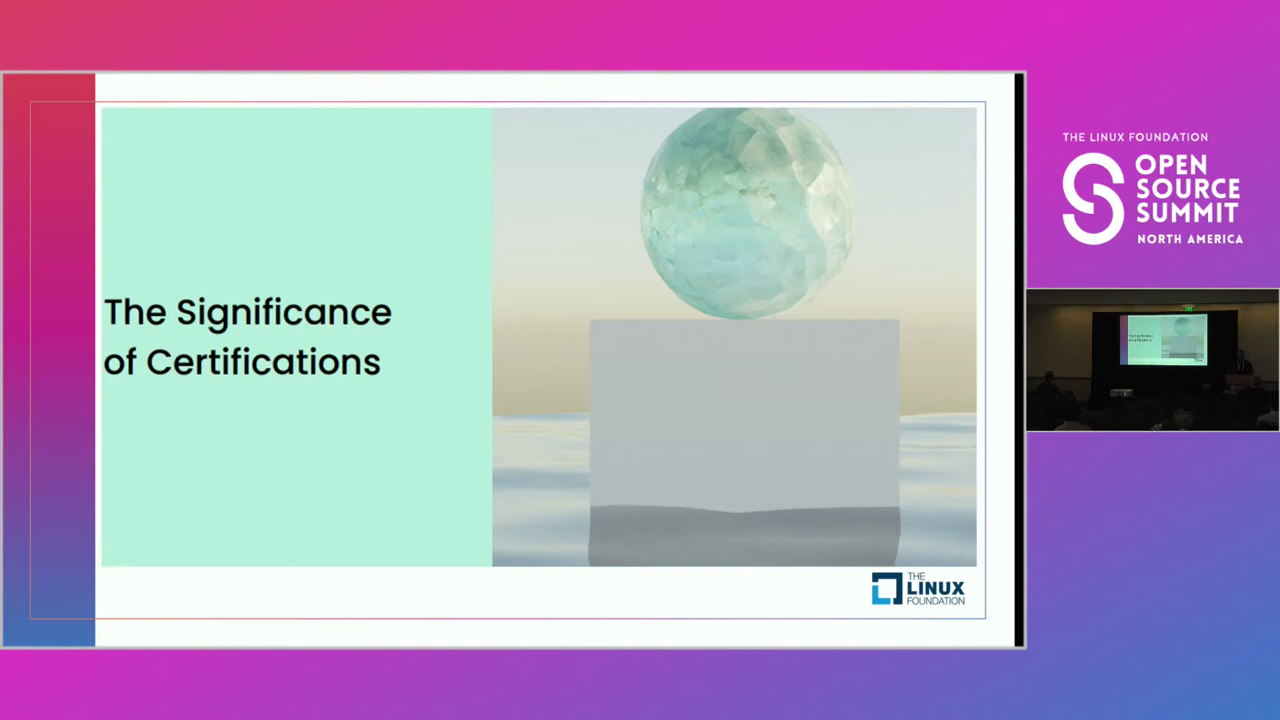 The Significance
of Certifications
THE
LINUX
FOUNDATION
THE LINUX FOUNDATION
OPEN
SOURCE
SUMMIT
NORTH AMERICA